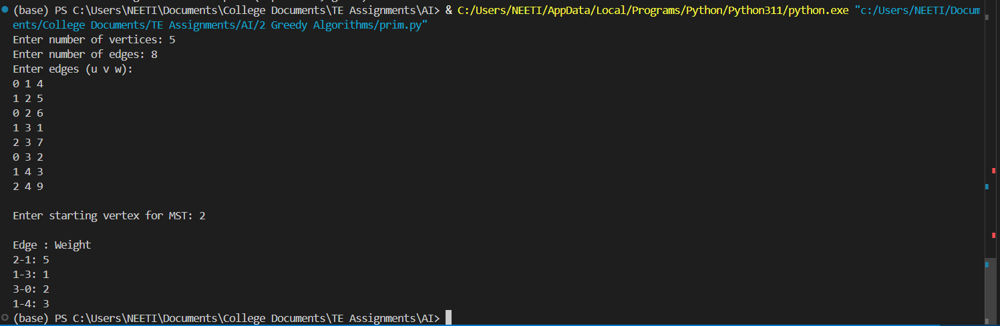 (base) PS C:\Users\NEETI\Documents\College Documents\TE Assignments\AI> & C:/Users/NEETI/AppData/Local/Programs/Python/Python311/python.exe "c:/Users/NEETI/Docum
ents/College Documents/TE Assignments/AI/2 Greedy Algorithms/prim.py"
Enter number of vertices: 5
Enter number of edges: 8
Enter edges (u v w):
0 1 4
1 2 5
0 2 6
1 3 1
2 3 7
0 3 2
1 4 3
2 4 9
Enter starting vertex for MST: 2
Edge : Weight
2-1: 5
1-3: 1
3-0: 2
1-4: 3
(base) PS C:\Users\NEETI\Documents\College Documents\TE Assignments\AI>